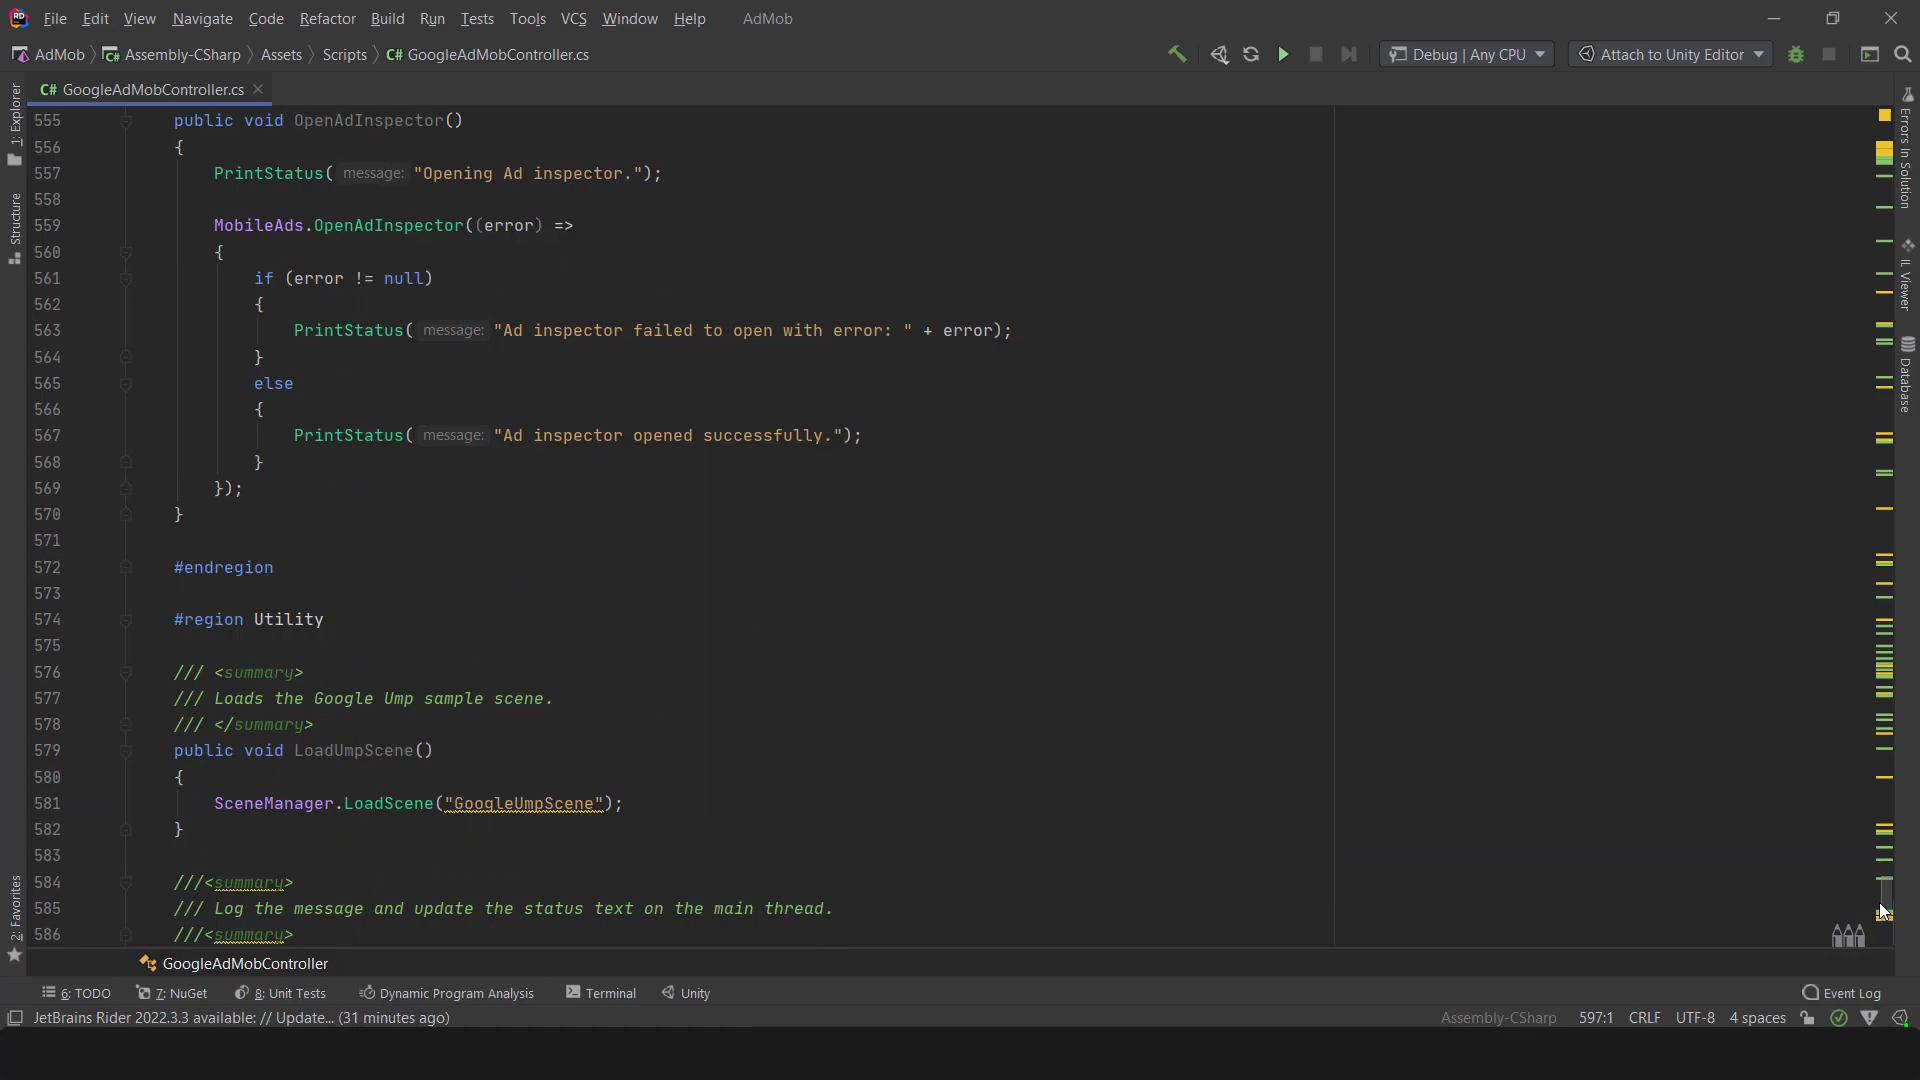 File Edit View Navigate Code Refactor Build Run Tests Tools VCS Window Help AdMob
AdMob Assembly-CSharp Assets Scripts C# GoogleAdMobController.cs Debug | Any CPU Attach to Unity Editor
C# GoogleAdMobController.cs
1: Explorer
Structure
2: Favorites
555 public void OpenAdInspector()
556 {
557 PrintStatus( message: "Opening Ad inspector.");
558
559 MobileAds.OpenAdInspector((error) =>
560 {
561 if (error != null)
562 {
563 PrintStatus( message: "Ad inspector failed to open with error: " + error);
564 }
565 else
566 {
567 PrintStatus( message: "Ad inspector opened successfully.");
568 }
569 });
570 }
571
572 #endregion
573
574 #region Utility
575
576 /// <summary>
577 /// Loads the Google Ump sample scene.
578 /// </summary>
579 public void LoadUmpScene()
580 {
581 SceneManager.LoadScene("GoogleUmpScene");
582 }
583
584 ///<summary>
585 /// Log the message and update the status text on the main thread.
586 ///<summary>
Errors In Solution
IL Viewer
Database
GoogleAdMobController
6: TODO 7: NuGet 8: Unit Tests Dynamic Program Analysis Terminal Unity Event Log
JetBrains Rider 2022.3.3 available: // Update... (31 minutes ago) Assembly-CSharp 597:1 CRLF UTF-8 4 spaces